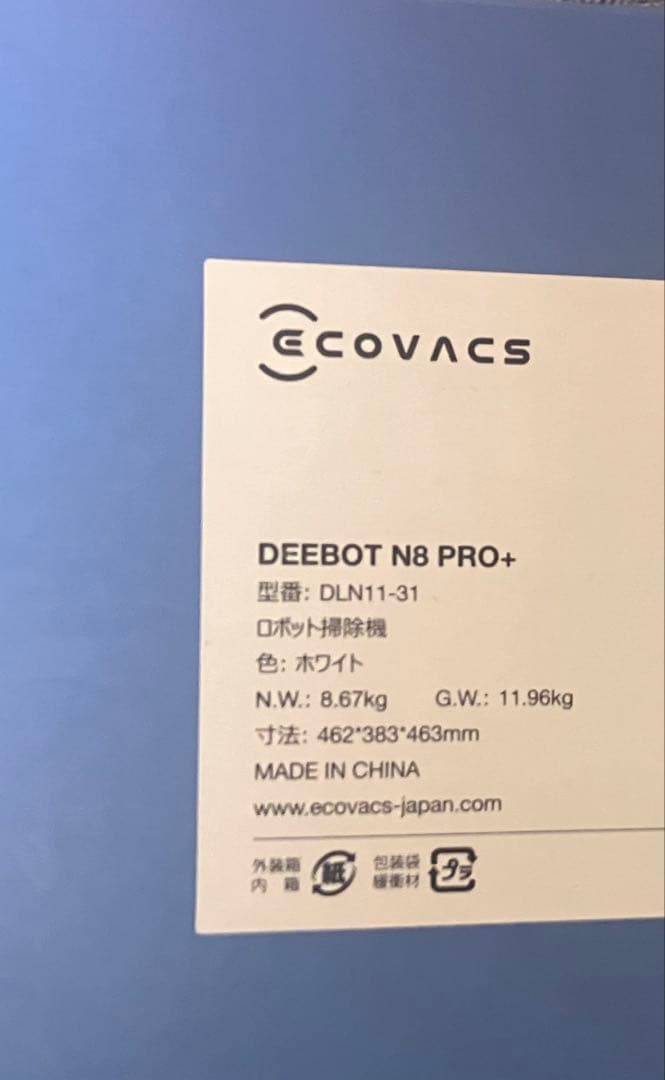 ECOVACS
DEEBOT N8 PRO+
型番: DLN11-31
ロボット掃除機
色: ホワイト
N.W.: 8.67kg G.W.: 11.96kg
寸法: 462*383*463mm
MADE IN CHINA
www.ecovacs-japan.com
外装箱 紙 包装袋 プラ
内 箱 緩衝材